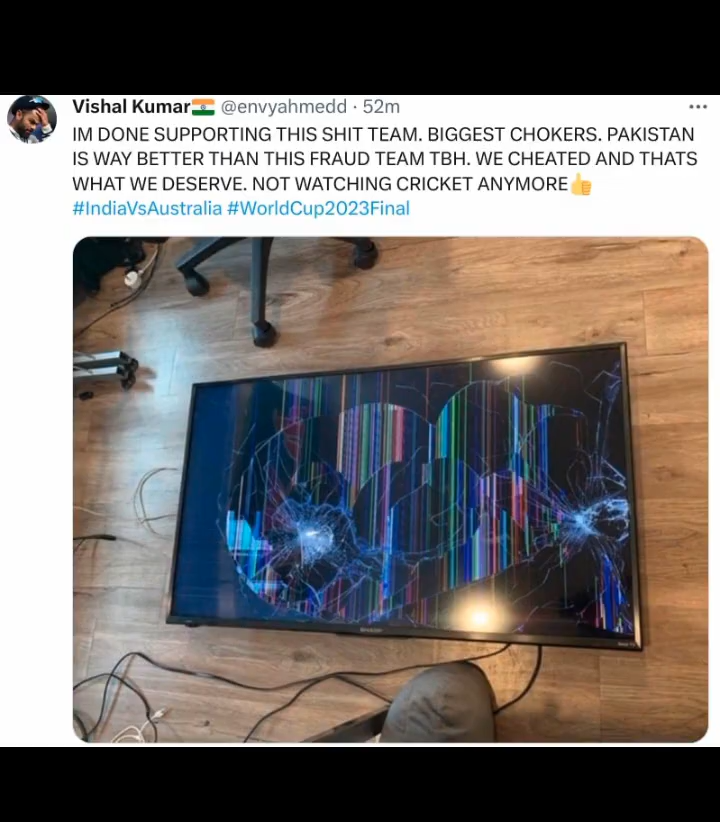 Vishal Kumar🇮🇳 @envyahmedd · 52m
IM DONE SUPPORTING THIS SHIT TEAM. BIGGEST CHOKERS. PAKISTAN
IS WAY BETTER THAN THIS FRAUD TEAM TBH. WE CHEATED AND THATS
WHAT WE DESERVE. NOT WATCHING CRICKET ANYMORE👍
#IndiaVsAustralia #WorldCup2023Final
SHARP